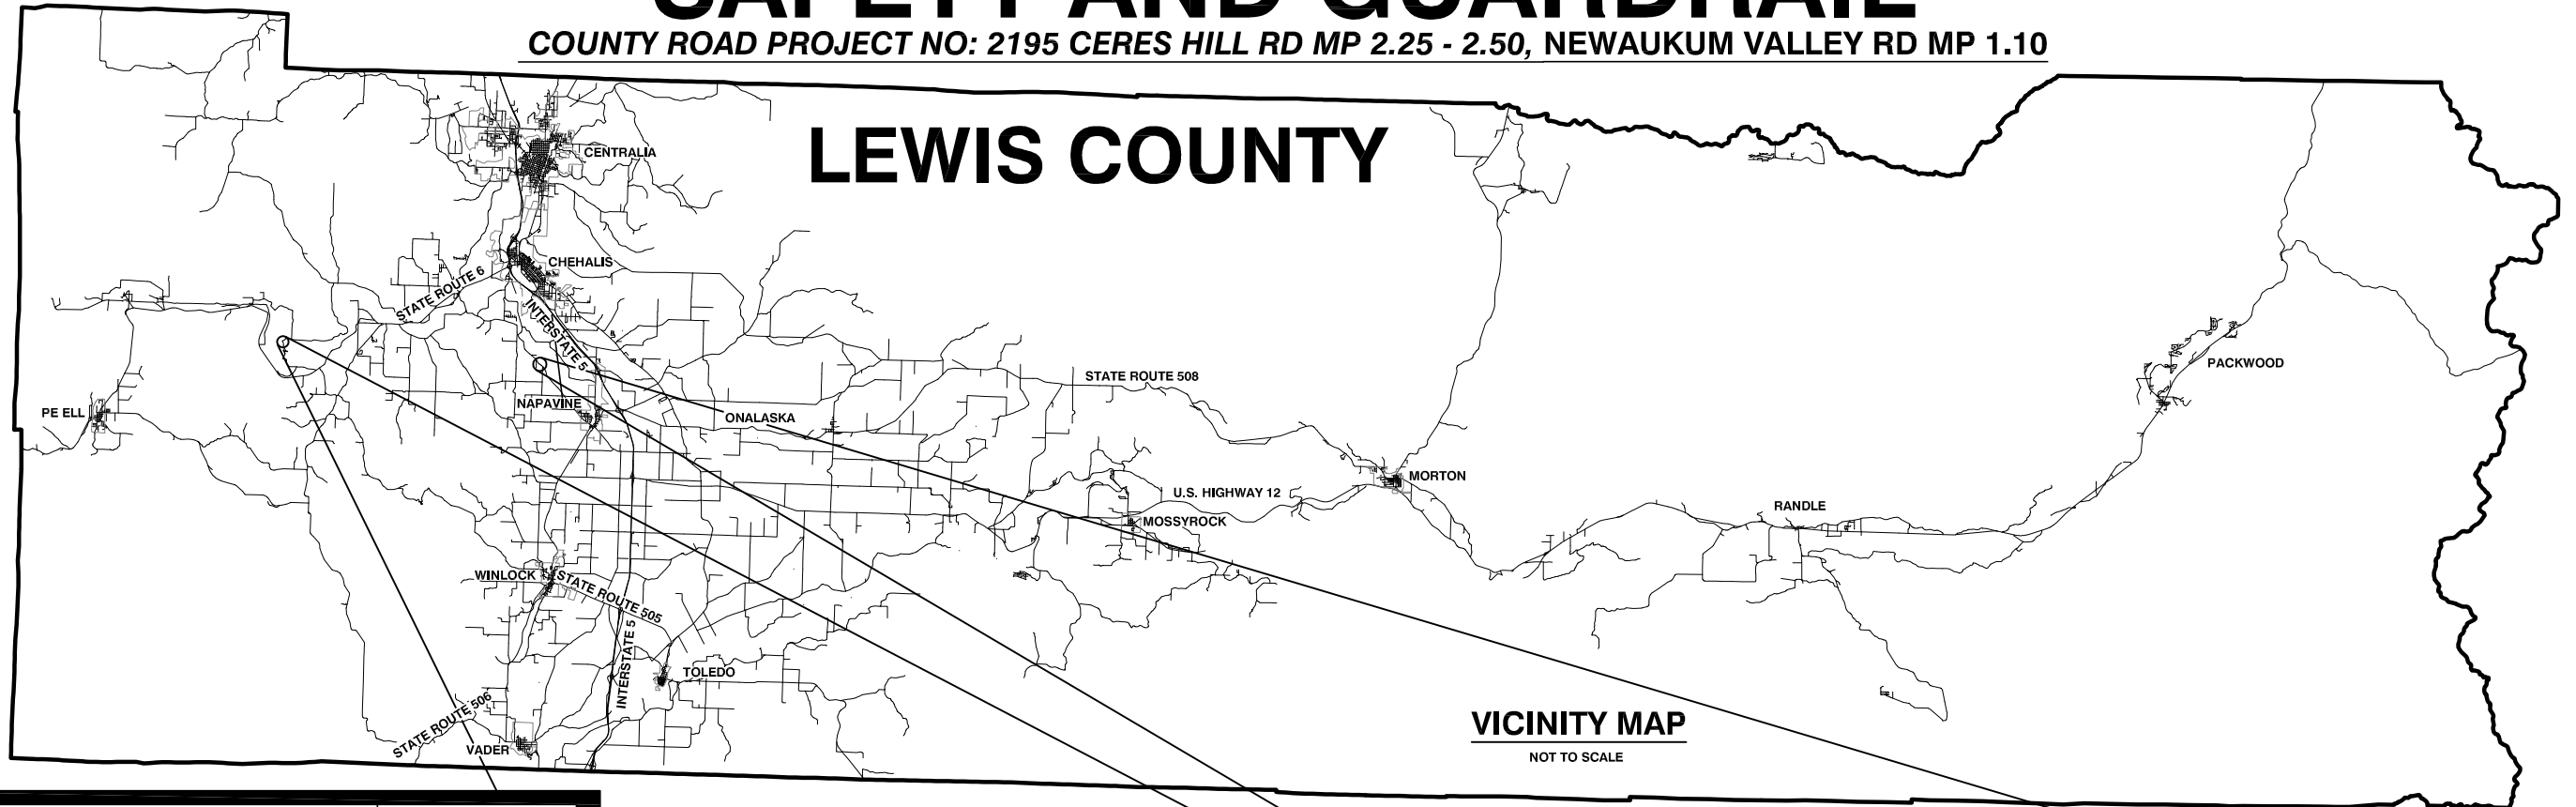 SAFETY AND GUARDRAIL
COUNTY ROAD PROJECT NO: 2195 CERES HILL RD MP 2.25 - 2.50, NEWAUKUM VALLEY RD MP 1.10
LEWIS COUNTY
CENTRALIA
CHEHALIS
STATE ROUTE 6
INTERSTATE 5
PACKWOOD
STATE ROUTE 508
NAPAVINE
PE ELL
ONALASKA
MORTON
U.S. HIGHWAY 12
RANDLE
MOSSYROCK
WINLOCK
STATE ROUTE 505
INTERSTATE 5
TOLEDO
STATE ROUTE 506
VADER
VICINITY MAP
NOT TO SCALE